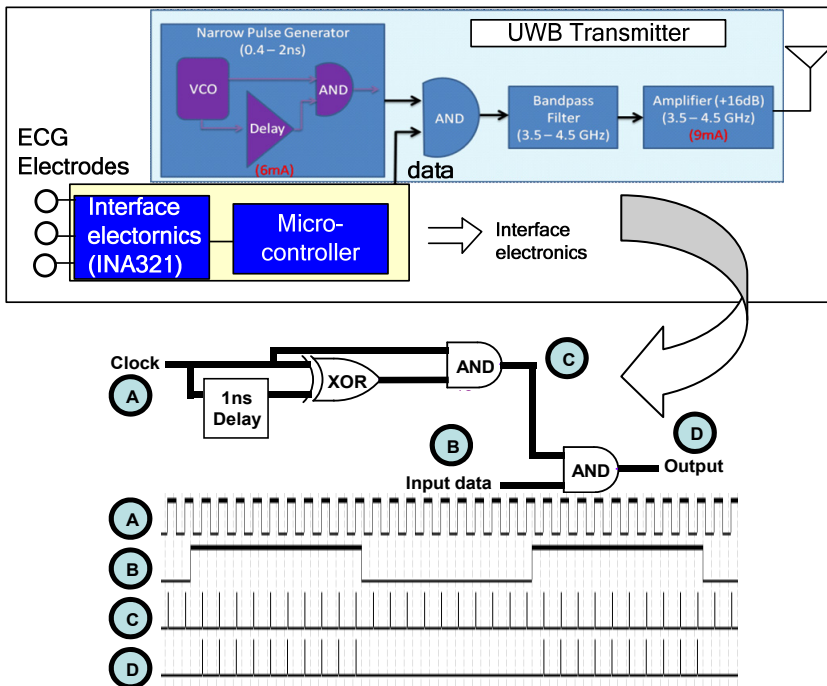 Narrow Pulse Generator
(0.4 – 2ns)
UWB Transmitter
VCO
AND
Delay
(6mA)
AND
Bandpass
Filter
(3.5 – 4.5 GHz)
Amplifier (+16dB)
(3.5 – 4.5 GHz)
(9mA)
data
ECG
Electrodes
Interface
electornics
(INA321)
Micro-
controller
Interface
electronics
Clock
A
1ns
Delay
XOR
AND
C
B
Input data
AND
D
Output
A
B
C
D